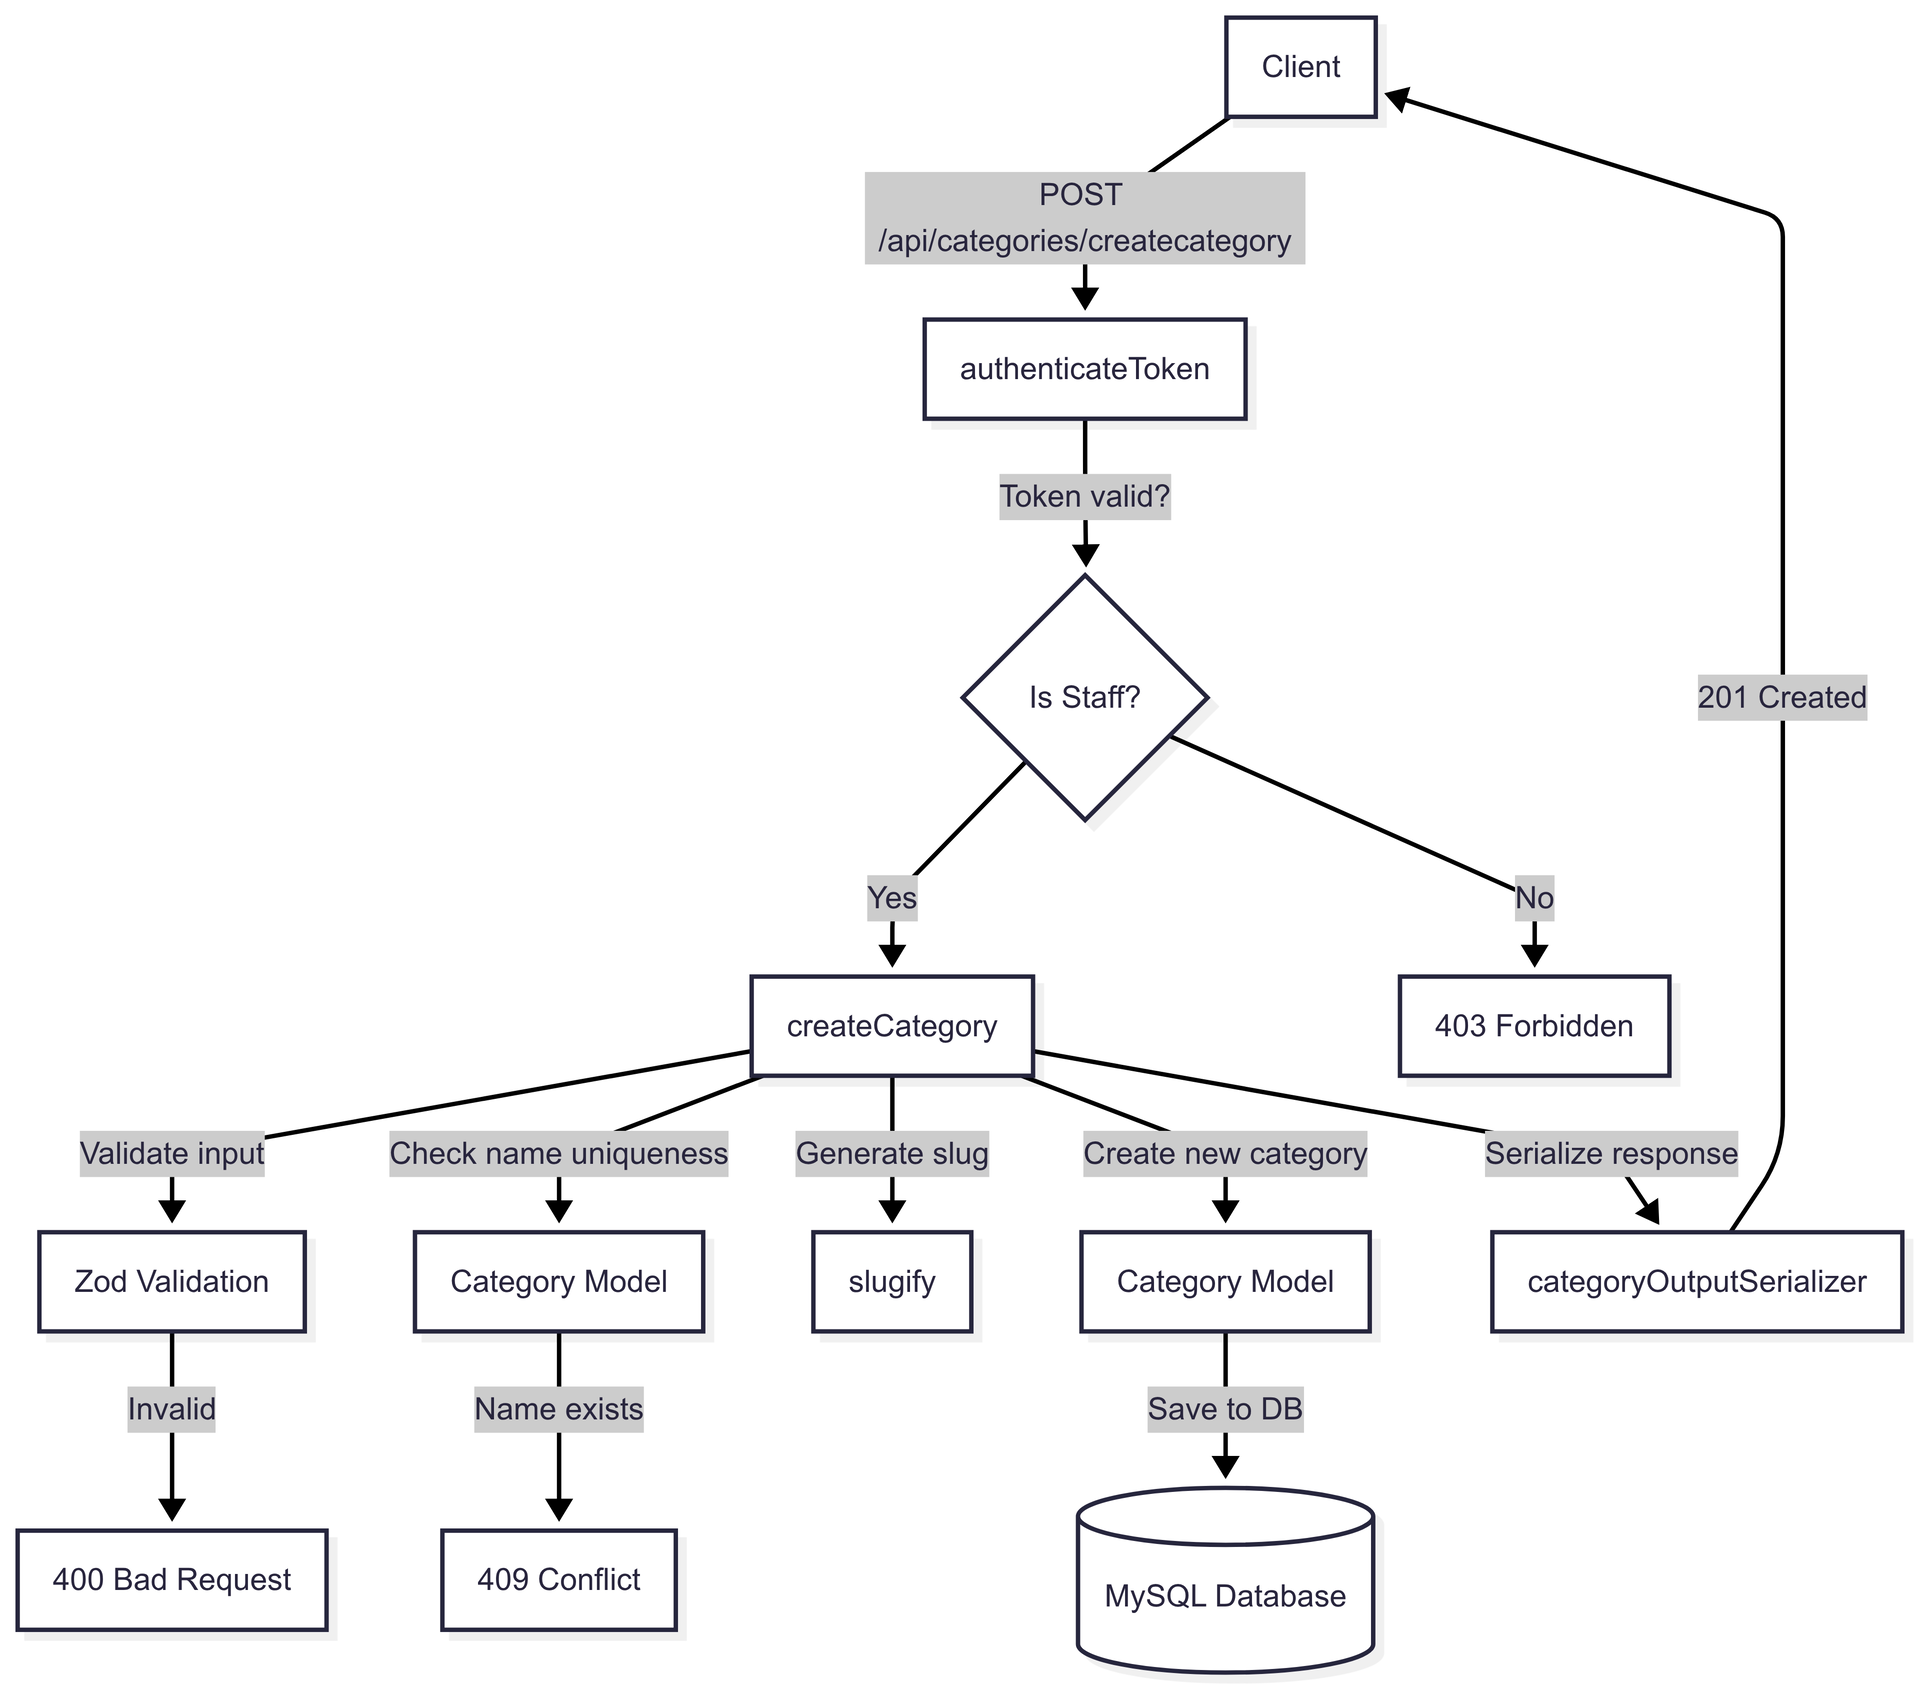 Client
POST
/api/categories/createcategory
authenticateToken
Token valid?
Is Staff?
201 Created
Yes
No
createCategory
403 Forbidden
Validate input
Check name uniqueness
Generate slug
Create new category
Serialize response
Zod Validation
Category Model
slugify
Category Model
categoryOutputSerializer
Invalid
Name exists
Save to DB
400 Bad Request
409 Conflict
MySQL Database